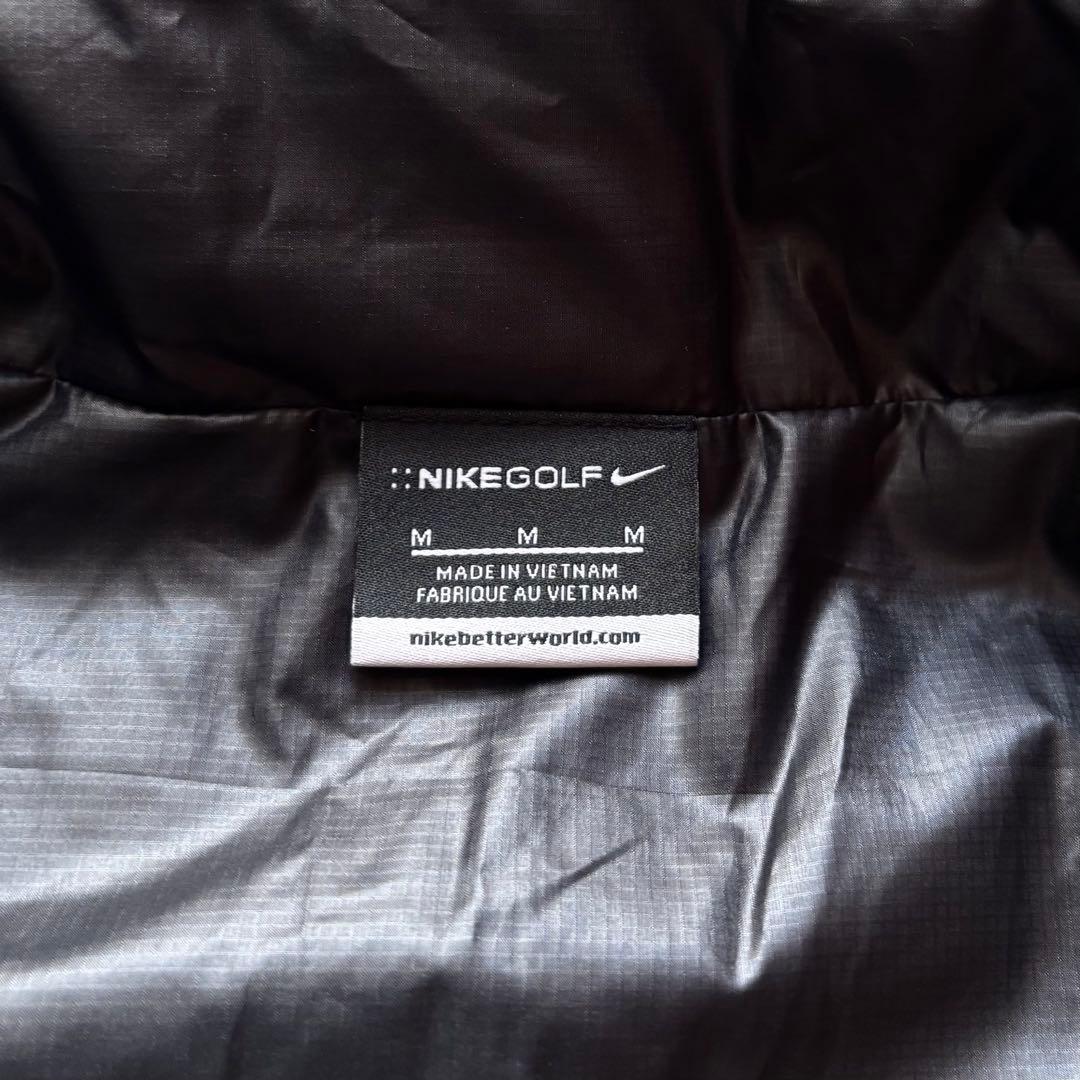 ::NIKEGOLF
M M M
MADE IN VIETNAM
FABRIQUE AU VIETNAM
nikebetterworld.com